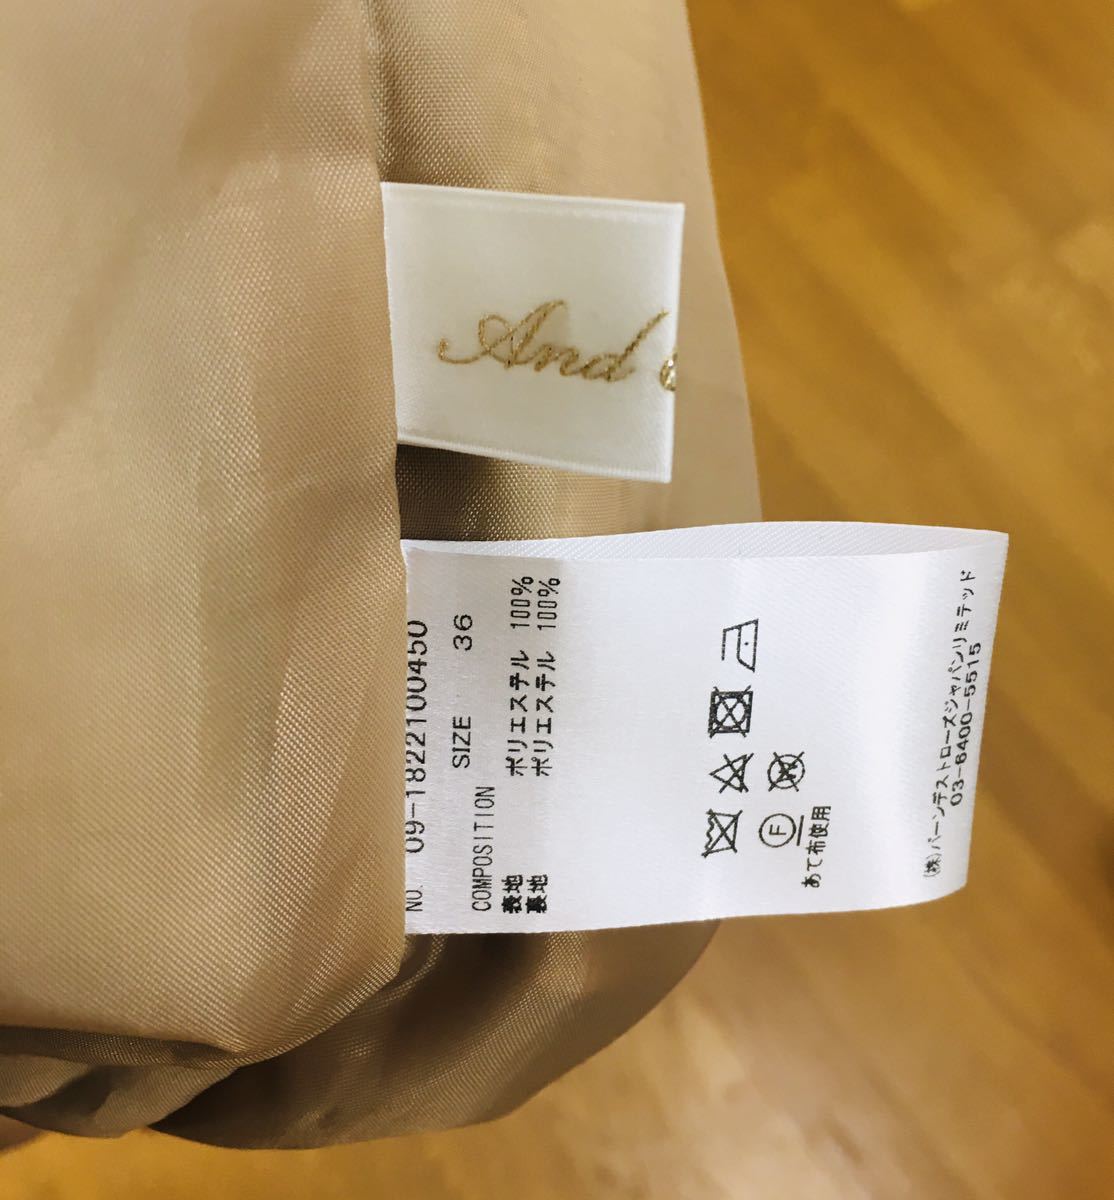 And
NO. 09-1822100450
SIZE 36
COMPOSITION
表地 ポリエステル 100%
裏地 ポリエステル 100%
F
あて布使用
(株)バーンデストローズジャパンリミテッド
03-6400-5515